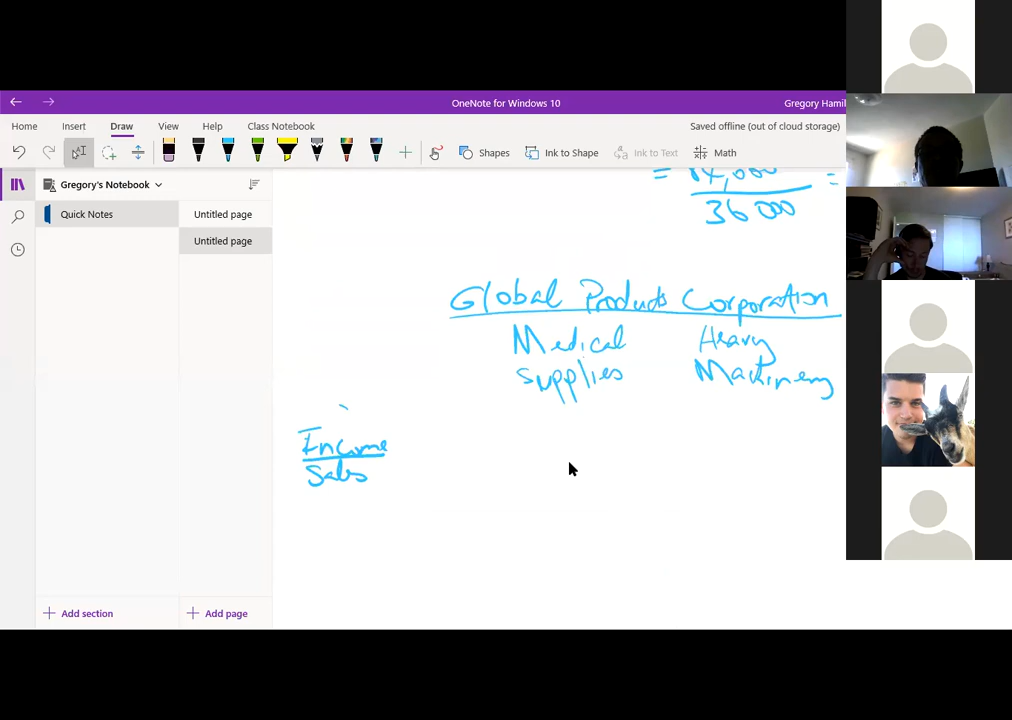 OneNote for Windows 10
Gregory Hamil
Home Insert Draw View Help Class Notebook
Saved offline (out of cloud storage)
Shapes Ink to Shape Ink to Text Math
Gregory's Notebook
Quick Notes
Untitled page
Untitled page
= 84,000 =
36000
Global Products Corporation
Medical Heavy
Supplies Machinery
Income
Sales
Add section
Add page